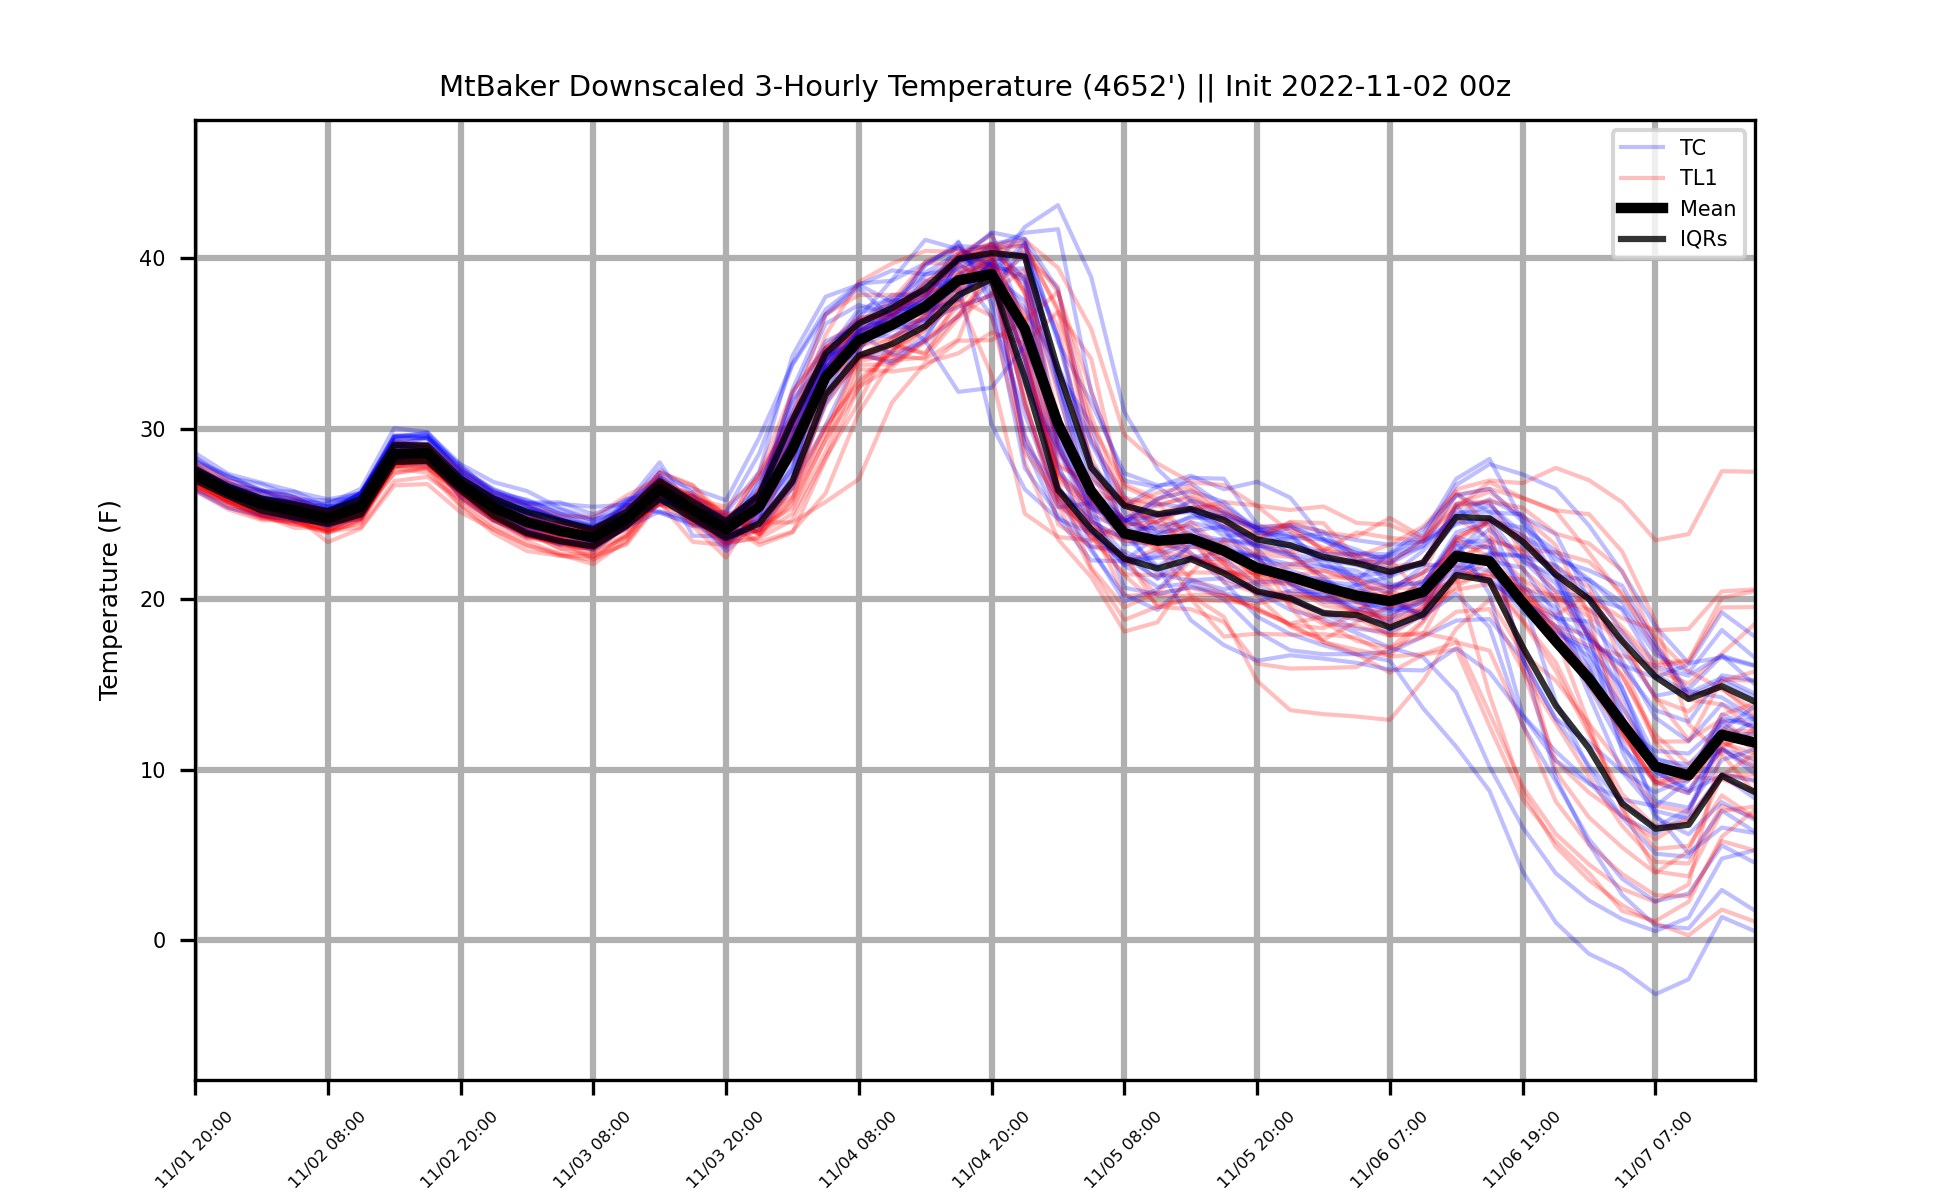 MtBaker Downscaled 3-Hourly Temperature (4652') || Init 2022-11-02 00z
TC
TL1
Mean
IQRs
Temperature (F)
40
30
20
10
0
11/01 20:00
11/02 08:00
11/02 20:00
11/03 08:00
11/03 20:00
11/04 08:00
11/04 20:00
11/05 08:00
11/05 20:00
11/06 07:00
11/06 19:00
11/07 07:00